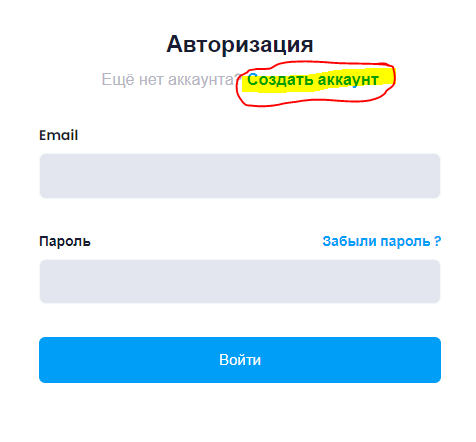 Авторизация
Ещё нет аккаунта? Создать аккаунт
Email
Пароль Забыли пароль ?
Войти